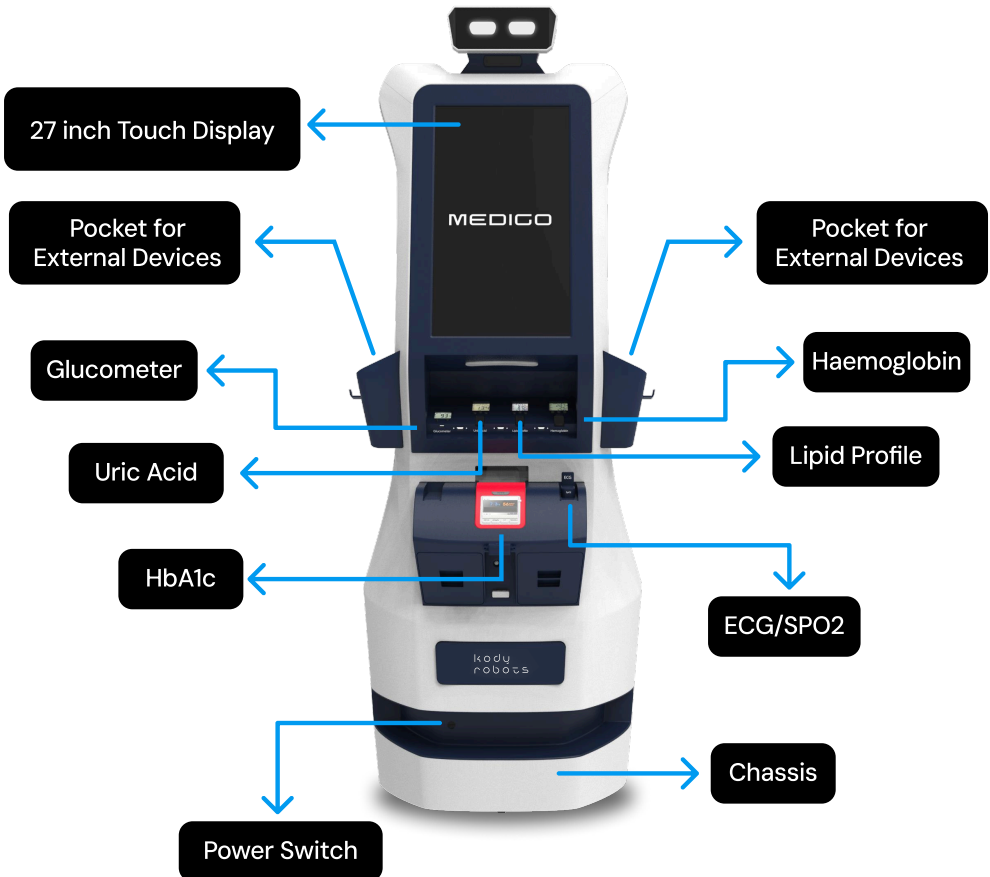 27 inch Touch Display
MEDIGO
Pocket for
External Devices
Pocket for
External Devices
Glucometer
Haemoglobin
Uric Acid
Lipid Profile
ECG
HbA1c
ECG/SPO2
kody
robots
Power Switch
Chassis